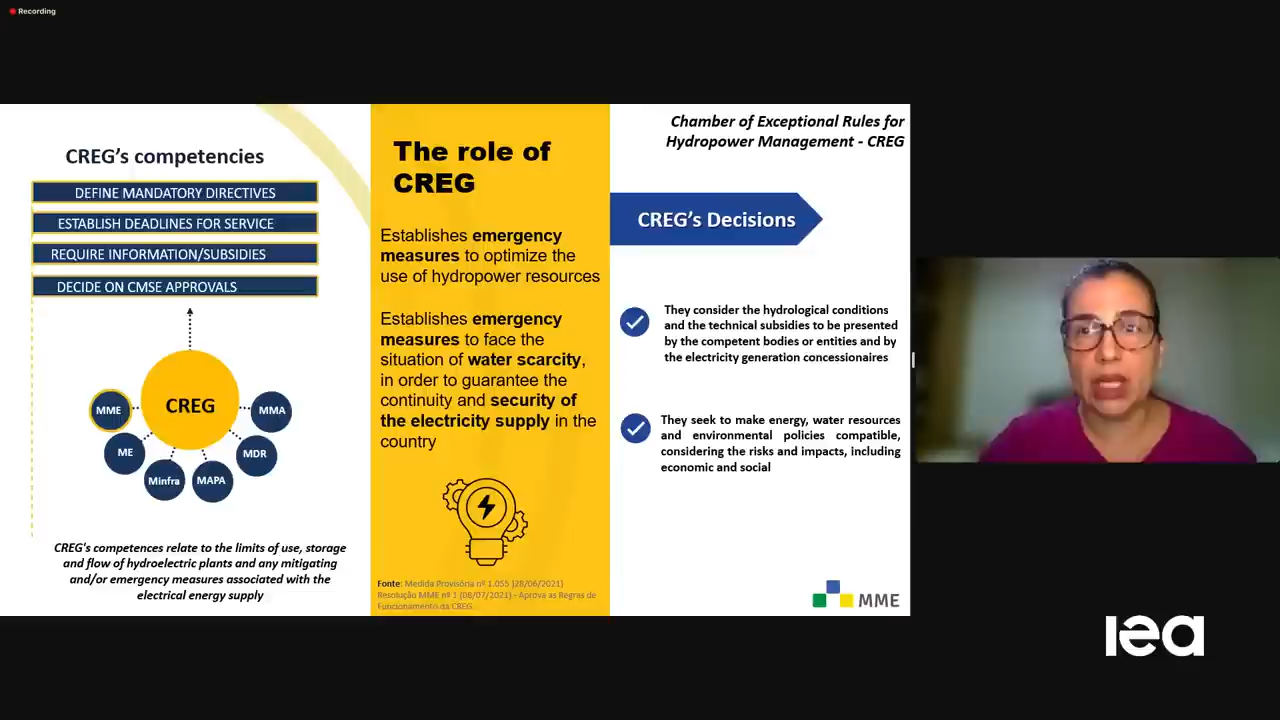 Recording
CREG's competencies
DEFINE MANDATORY DIRECTIVES
ESTABLISH DEADLINES FOR SERVICE
REQUIRE INFORMATION/SUBSIDIES
DECIDE ON CMSE APPROVALS
CREG
MME
ME
Minfra
MAPA
MDR
MMA
CREG's competences relate to the limits of use, storage
and flow of hydroelectric plants and any mitigating
and/or emergency measures associated with the
electrical energy supply
The role of
CREG
Establishes emergency
measures to optimize the
use of hydropower resources
Establishes emergency
measures to face the
situation of water scarcity,
in order to guarantee the
continuity and security of
the electricity supply in the
country
Fonte: Medida Provisória nº 1.055 (28/06/2021)
Resolução MME nº 1 (08/07/2021) - Aprova as Regras de
Funcionamento da CREG
Chamber of Exceptional Rules for
Hydropower Management - CREG
CREG's Decisions
They consider the hydrological conditions
and the technical subsidies to be presented
by the competent bodies or entities and by
the electricity generation concessionaires
They seek to make energy, water resources
and environmental policies compatible,
considering the risks and impacts, including
economic and social
MME
iea